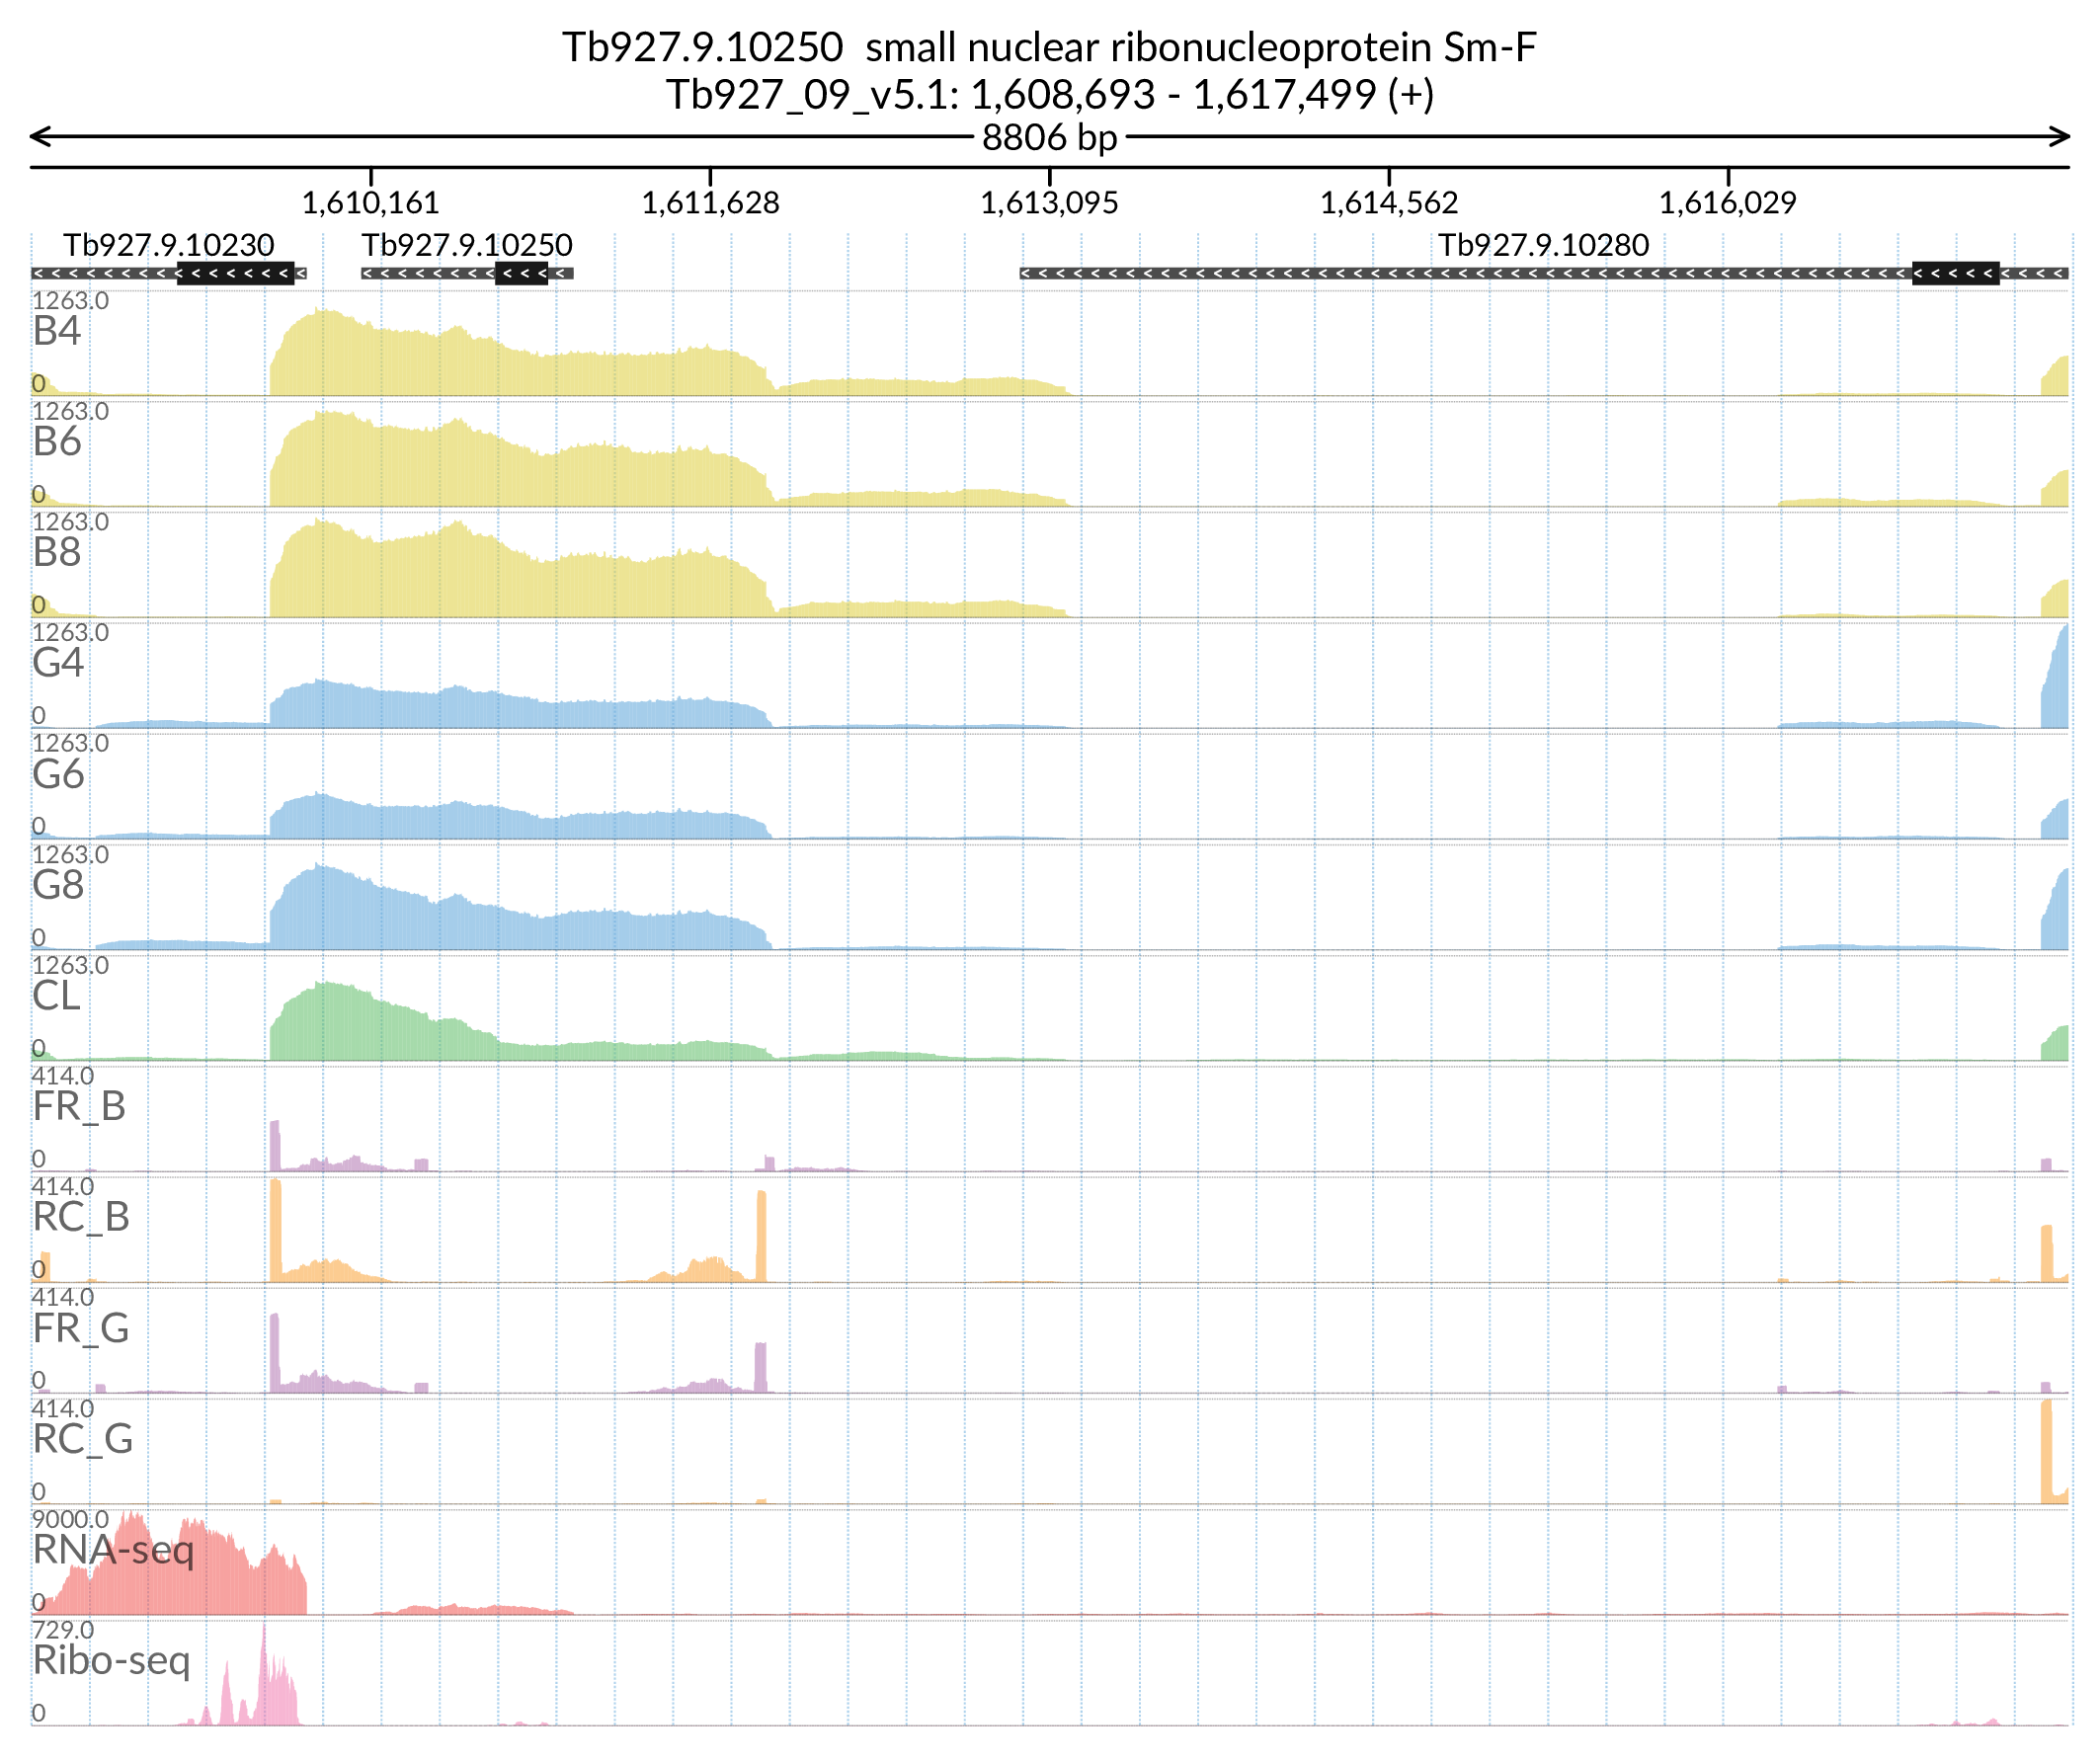 Tb927.9.10250  small nuclear ribonucleoprotein Sm-F
Tb927_09_v5.1: 1,608,693 - 1,617,499 (+)
8806 bp
1,610,161 1,611,628 1,613,095 1,614,562 1,616,029
Tb927.9.10230 Tb927.9.10250 Tb927.9.10280
1263.0
B4
0
1263.0
B6
0
1263.0
B8
0
1263.0
G4
0
1263.0
G6
0
1263.0
G8
0
1263.0
CL
0
414.0
FR_B
0
414.0
RC_B
0
414.0
FR_G
0
414.0
RC_G
0
9000.0
RNA-seq
0
729.0
Ribo-seq
0